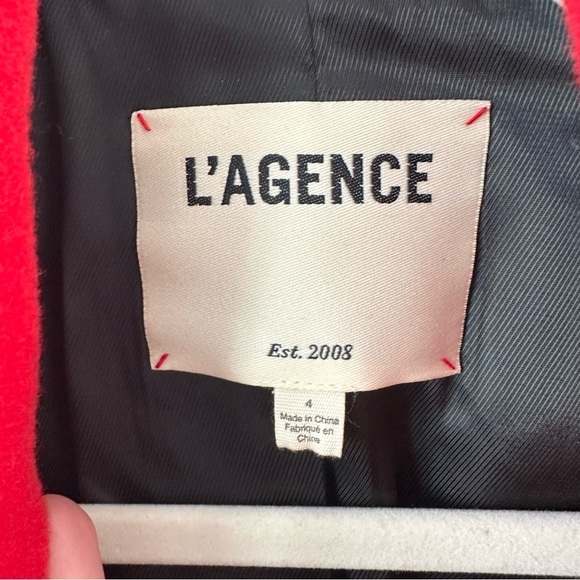 L'AGENCE
Est. 2008
4
Made in China
Fabriqué en
Chine